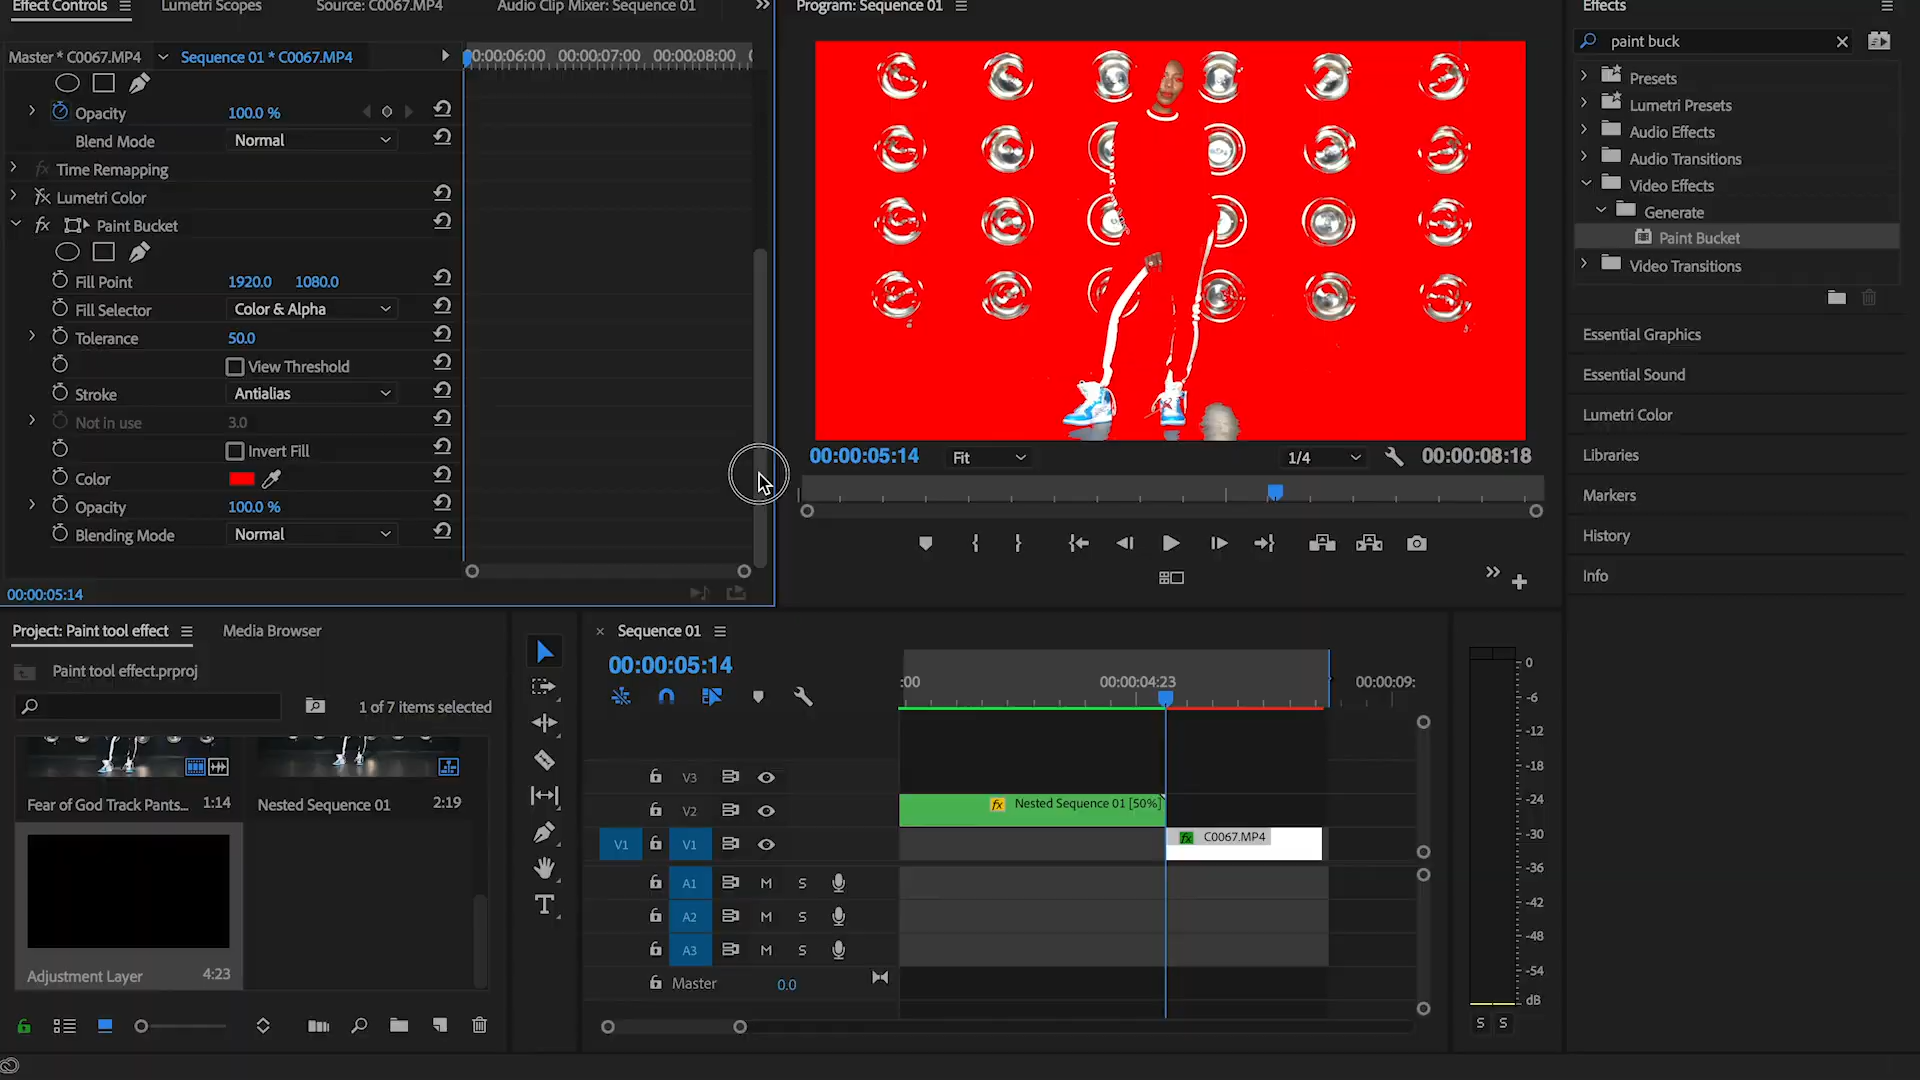 Effect Controls
Lumetri Scopes
Source: C0067.MP4
Audio Clip Mixer: Sequence 01
Master * C0067.MP4
Sequence 01 * C0067.MP4
00:00:06:00
00:00:07:00
00:00:08:00
Opacity
100.0 %
Blend Mode
Normal
fx Time Remapping
fx Lumetri Color
fx Paint Bucket
Fill Point
1920.0
1080.0
Fill Selector
Color & Alpha
Tolerance
50.0
View Threshold
Stroke
Antialias
Not in use
3.0
Invert Fill
Color
Opacity
100.0 %
Blending Mode
Normal
00:00:05:14
Program: Sequence 01
00:00:05:14
Fit
1/4
00:00:08:18
Effects
paint buck
Presets
Lumetri Presets
Audio Effects
Audio Transitions
Video Effects
Generate
Paint Bucket
Video Transitions
Essential Graphics
Essential Sound
Lumetri Color
Libraries
Markers
History
Info
Project: Paint tool effect
Media Browser
Paint tool effect.prproj
1 of 7 items selected
Fear of God Track Pants...
1:14
Nested Sequence 01
2:19
Adjustment Layer
4:23
Sequence 01
00:00:05:14
:00
00:00:04:23
00:00:09:
V3
V2
fx Nested Sequence 01 [50%]
V1
V1
fx C0067.MP4
A1
M
S
A2
M
S
A3
M
S
Master
0.0
0
-6
-12
-18
-24
-30
-36
-42
-48
-54
dB
S
S